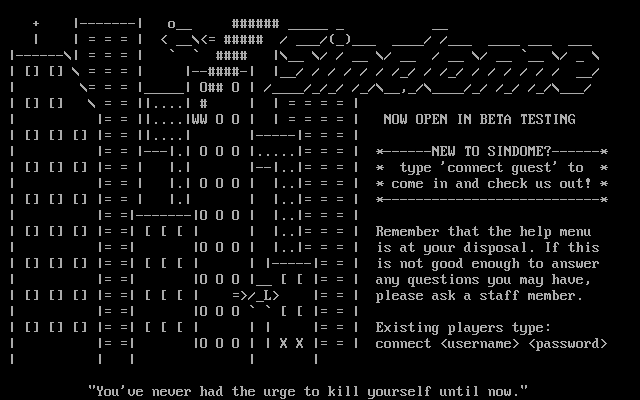 Sindome
NOW OPEN IN BETA TESTING
*------NEW TO SINDOME?------*
* type 'connect guest' to *
* come in and check us out! *
*---------------------------*
Remember that the help menu
is at your disposal. If this
is not good enough to answer
any questions you may have,
please ask a staff member.
Existing players type:
connect <username> <password>
"You've never had the urge to kill yourself until now."